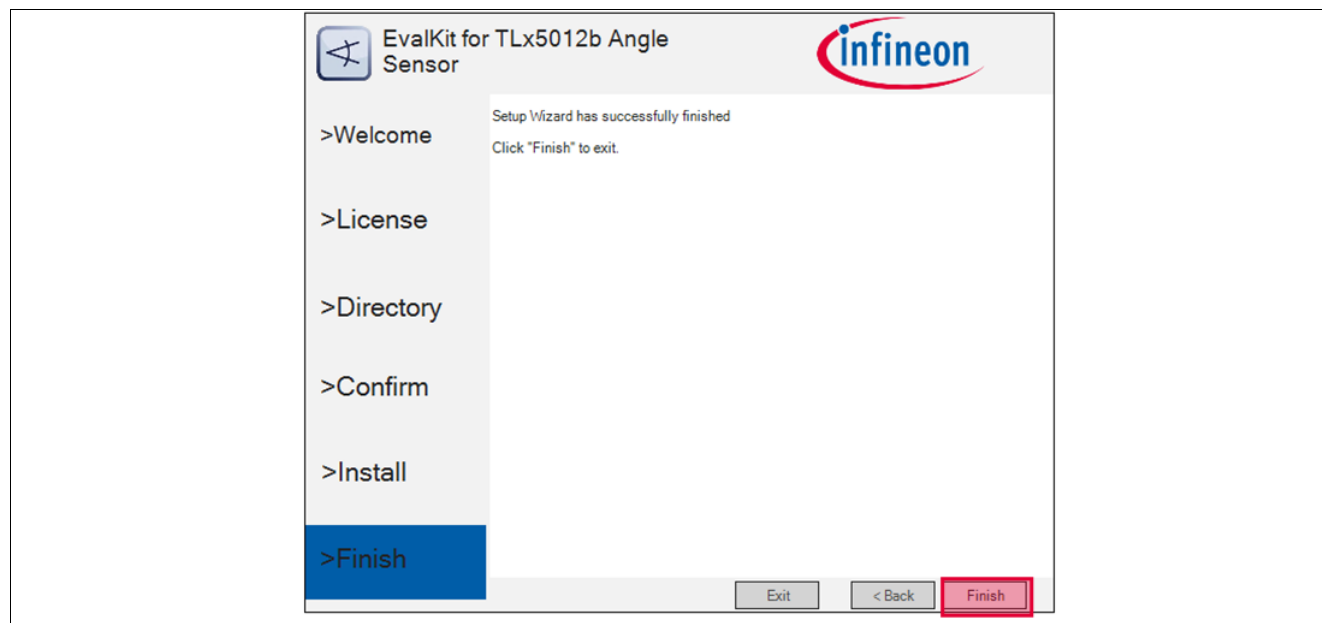 EvalKit for TLx5012b Angle
Sensor
infineon
>Welcome
Setup Wizard has successfully finished
Click "Finish" to exit.
>License
>Directory
>Confirm
>Install
>Finish
Exit
< Back
Finish